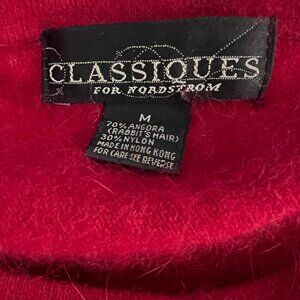 CLASSIQUES
FOR NORDSTROM
M
70% ANGORA
(RABBIT'S HAIR)
30% NYLON
MADE IN HONG KONG
FOR CARE SEE REVERSE